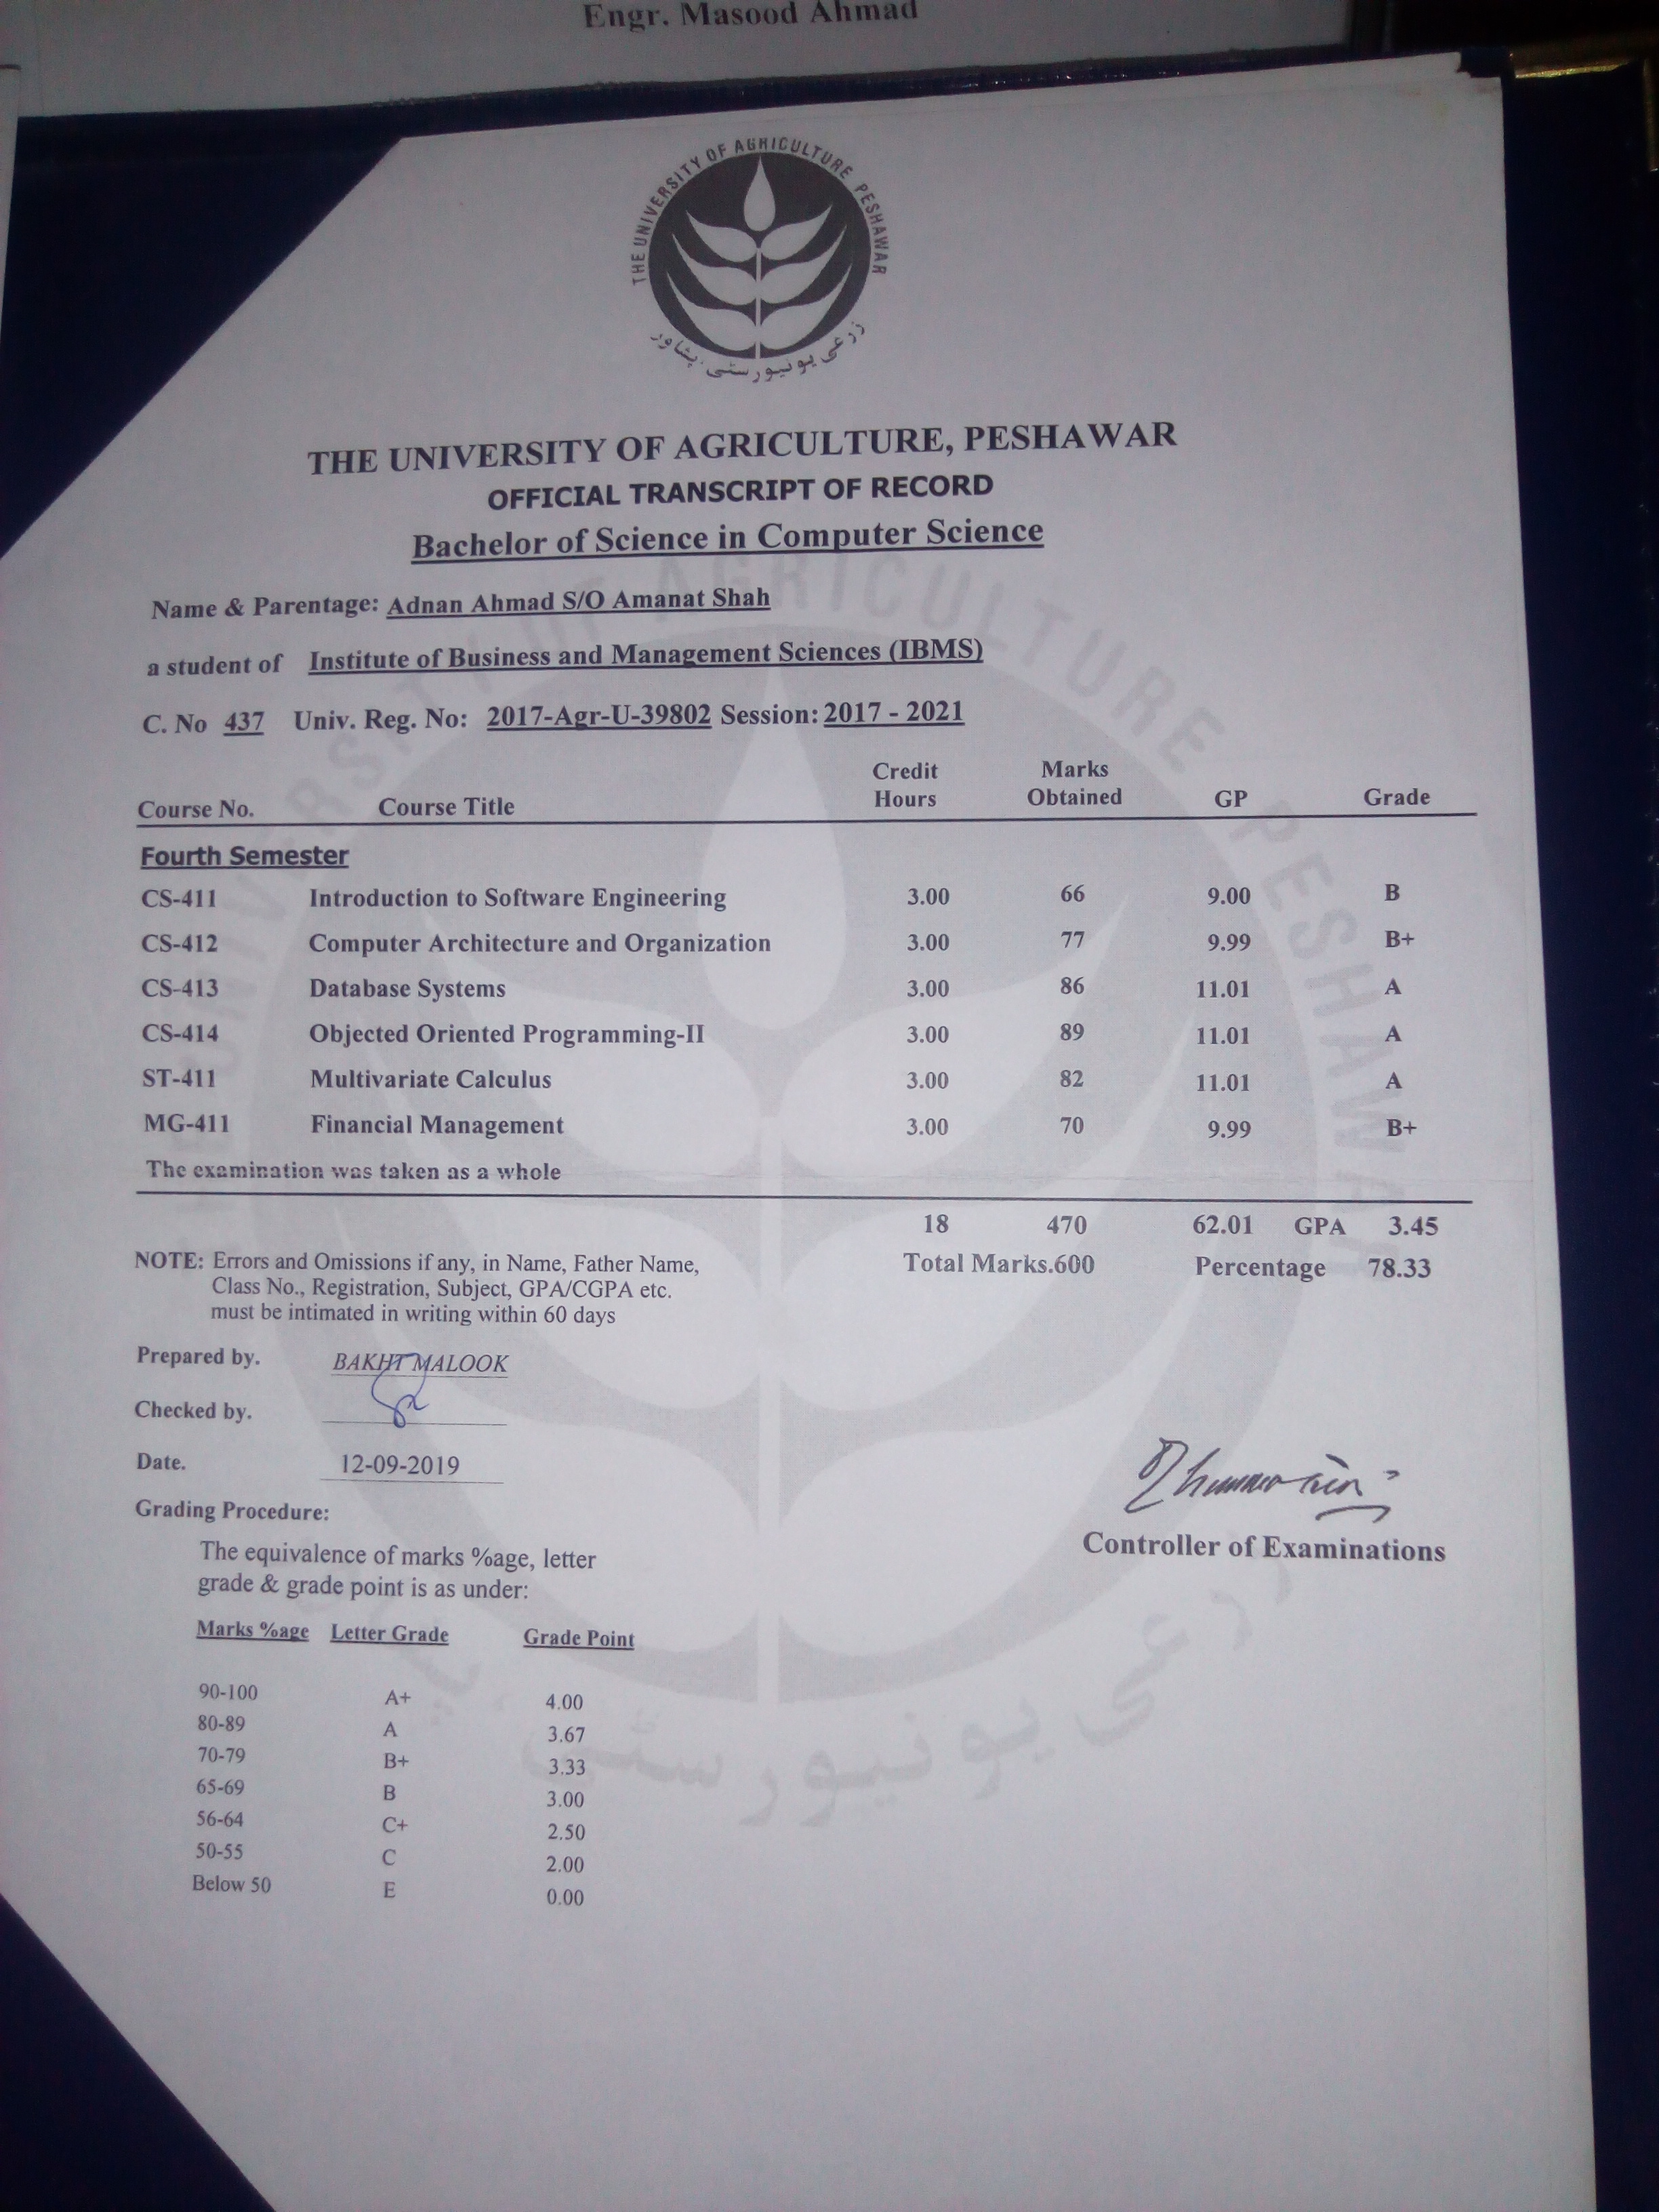 Engr. Masood Ahmad
THE UNIVERSITY OF AGRICULTURE PESHAWAR
زرعی یونیورسٹی پشاور
THE UNIVERSITY OF AGRICULTURE, PESHAWAR
OFFICIAL TRANSCRIPT OF RECORD
Bachelor of Science in Computer Science
Name & Parentage: Adnan Ahmad S/O Amanat Shah
a student of Institute of Business and Management Sciences (IBMS)
C. No 437 Univ. Reg. No: 2017-Agr-U-39802 Session: 2017 - 2021
Course No. Course Title Credit Hours Marks Obtained GP Grade
Fourth Semester
CS-411 Introduction to Software Engineering 3.00 66 9.00 B
CS-412 Computer Architecture and Organization 3.00 77 9.99 B+
CS-413 Database Systems 3.00 86 11.01 A
CS-414 Objected Oriented Programming-II 3.00 89 11.01 A
ST-411 Multivariate Calculus 3.00 82 11.01 A
MG-411 Financial Management 3.00 70 9.99 B+
The examination was taken as a whole
18 470 62.01 GPA 3.45
NOTE: Errors and Omissions if any, in Name, Father Name, Total Marks.600 Percentage 78.33
Class No., Registration, Subject, GPA/CGPA etc.
must be intimated in writing within 60 days
Prepared by. BAKHT MALOOK
Checked by.
Date. 12-09-2019
Controller of Examinations
Grading Procedure:
The equivalence of marks %age, letter
grade & grade point is as under:
Marks %age Letter Grade Grade Point
90-100 A+ 4.00
80-89 A 3.67
70-79 B+ 3.33
65-69 B 3.00
56-64 C+ 2.50
50-55 C 2.00
Below 50 E 0.00